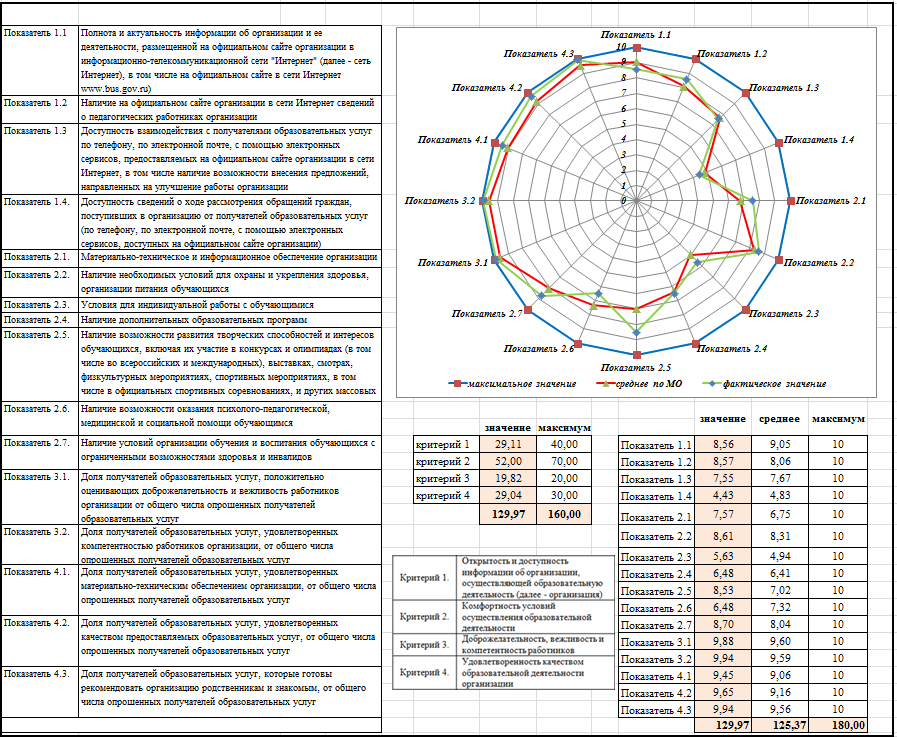 Показатель 1.1
Полнота и актуальность информации об организации и ее
деятельности, размещенной на официальном сайте организации в
информационно-телекоммуникационной сети "Интернет" (далее - сеть
Интернет), в том числе на официальном сайте в сети Интернет
www.bus.gov.ru)
Показатель 1.2
Наличие на официальном сайте организации в сети Интернет сведений
о педагогических работниках организации
Показатель 1.3
Доступность взаимодействия с получателями образовательных услуг
по телефону, по электронной почте, с помощью электронных
сервисов, предоставляемых на официальном сайте организации в сети
Интернет, в том числе наличие возможности внесения предложений,
направленных на улучшение работы организации
Показатель 1.4.
Доступность сведений о ходе рассмотрения обращений граждан,
поступивших в организацию от получателей образовательных услуг
(по телефону, по электронной почте, с помощью электронных
сервисов, доступных на официальном сайте организации)
Показатель 2.1.
Материально-техническое и информационное обеспечение организации
Показатель 2.2.
Наличие необходимых условий для охраны и укрепления здоровья,
организации питания обучающихся
Показатель 2.3.
Условия для индивидуальной работы с обучающимися
Показатель 2.4.
Наличие дополнительных образовательных программ
Показатель 2.5.
Наличие возможности развития творческих способностей и интересов
обучающихся, включая их участие в конкурсах и олимпиадах (в том
числе во всероссийских и международных), выставках, смотрах,
физкультурных мероприятиях, спортивных мероприятиях, в том
числе в официальных спортивных соревнованиях, и других массовых
Показатель 2.6.
Наличие возможности оказания психолого-педагогической,
медицинской и социальной помощи обучающимся
Показатель 2.7.
Наличие условий организации обучения и воспитания обучающихся с
ограниченными возможностями здоровья и инвалидов
Показатель 3.1.
Доля получателей образовательных услуг, положительно
оценивающих доброжелательность и вежливость работников
организации от общего числа опрошенных получателей
образовательных услуг
Показатель 3.2.
Доля получателей образовательных услуг, удовлетворенных
компетентностью работников организации, от общего числа
опрошенных получателей образовательных услуг
Показатель 4.1.
Доля получателей образовательных услуг, удовлетворенных
материально-техническим обеспечением организации, от общего числа
опрошенных получателей образовательных услуг
Показатель 4.2.
Доля получателей образовательных услуг, удовлетворенных
качеством предоставляемых образовательных услуг, от общего числа
опрошенных получателей образовательных услуг
Показатель 4.3.
Доля получателей образовательных услуг, которые готовы
рекомендовать организацию родственникам и знакомым, от общего
числа опрошенных получателей образовательных услуг
Показатель 1.1
Показатель 1.2
Показатель 1.3
Показатель 1.4
Показатель 2.1
Показатель 2.2
Показатель 2.3
Показатель 2.4
Показатель 2.5
Показатель 2.6
Показатель 2.7
Показатель 3.1
Показатель 3.2
Показатель 4.1
Показатель 4.2
Показатель 4.3
10
9
8
7
6
5
4
3
2
1
0
максимальное значение среднее по МО фактическое значение
значение максимум
критерий 1 29,11 40,00
критерий 2 52,00 70,00
критерий 3 19,82 20,00
критерий 4 29,04 30,00
129,97 160,00
Критерий 1.
Открытость и доступность
информации об организации,
осуществляющей образовательную
деятельность (далее - организация)
Критерий 2.
Комфортность условий
осуществления образовательной
деятельности
Критерий 3.
Доброжелательность, вежливость и
компетентность работников
Критерий 4.
Удовлетворенность качеством
образовательной деятельности
организации
значение среднее максимум
Показатель 1.1 8,56 9,05 10
Показатель 1.2 8,57 8,06 10
Показатель 1.3 7,55 7,67 10
Показатель 1.4 4,43 4,83 10
Показатель 2.1 7,57 6,75 10
Показатель 2.2 8,61 8,31 10
Показатель 2.3 5,63 4,94 10
Показатель 2.4 6,48 6,41 10
Показатель 2.5 8,53 7,02 10
Показатель 2.6 6,48 7,32 10
Показатель 2.7 8,70 8,04 10
Показатель 3.1 9,88 9,60 10
Показатель 3.2 9,94 9,59 10
Показатель 4.1 9,45 9,06 10
Показатель 4.2 9,65 9,16 10
Показатель 4.3 9,94 9,56 10
129,97 125,37 180,00